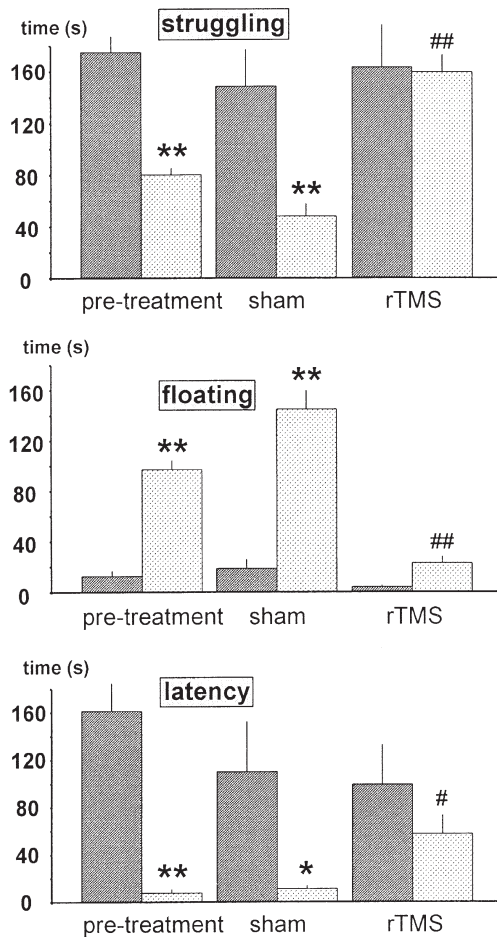 time (s) struggling
##
160
120
**
80
**
40
0
pre-treatment sham rTMS
time (s)
**
160 floating
120
**
80
##
40
0
pre-treatment sham rTMS
time (s)
latency
160
120
#
80
40
** *
0
pre-treatment sham rTMS